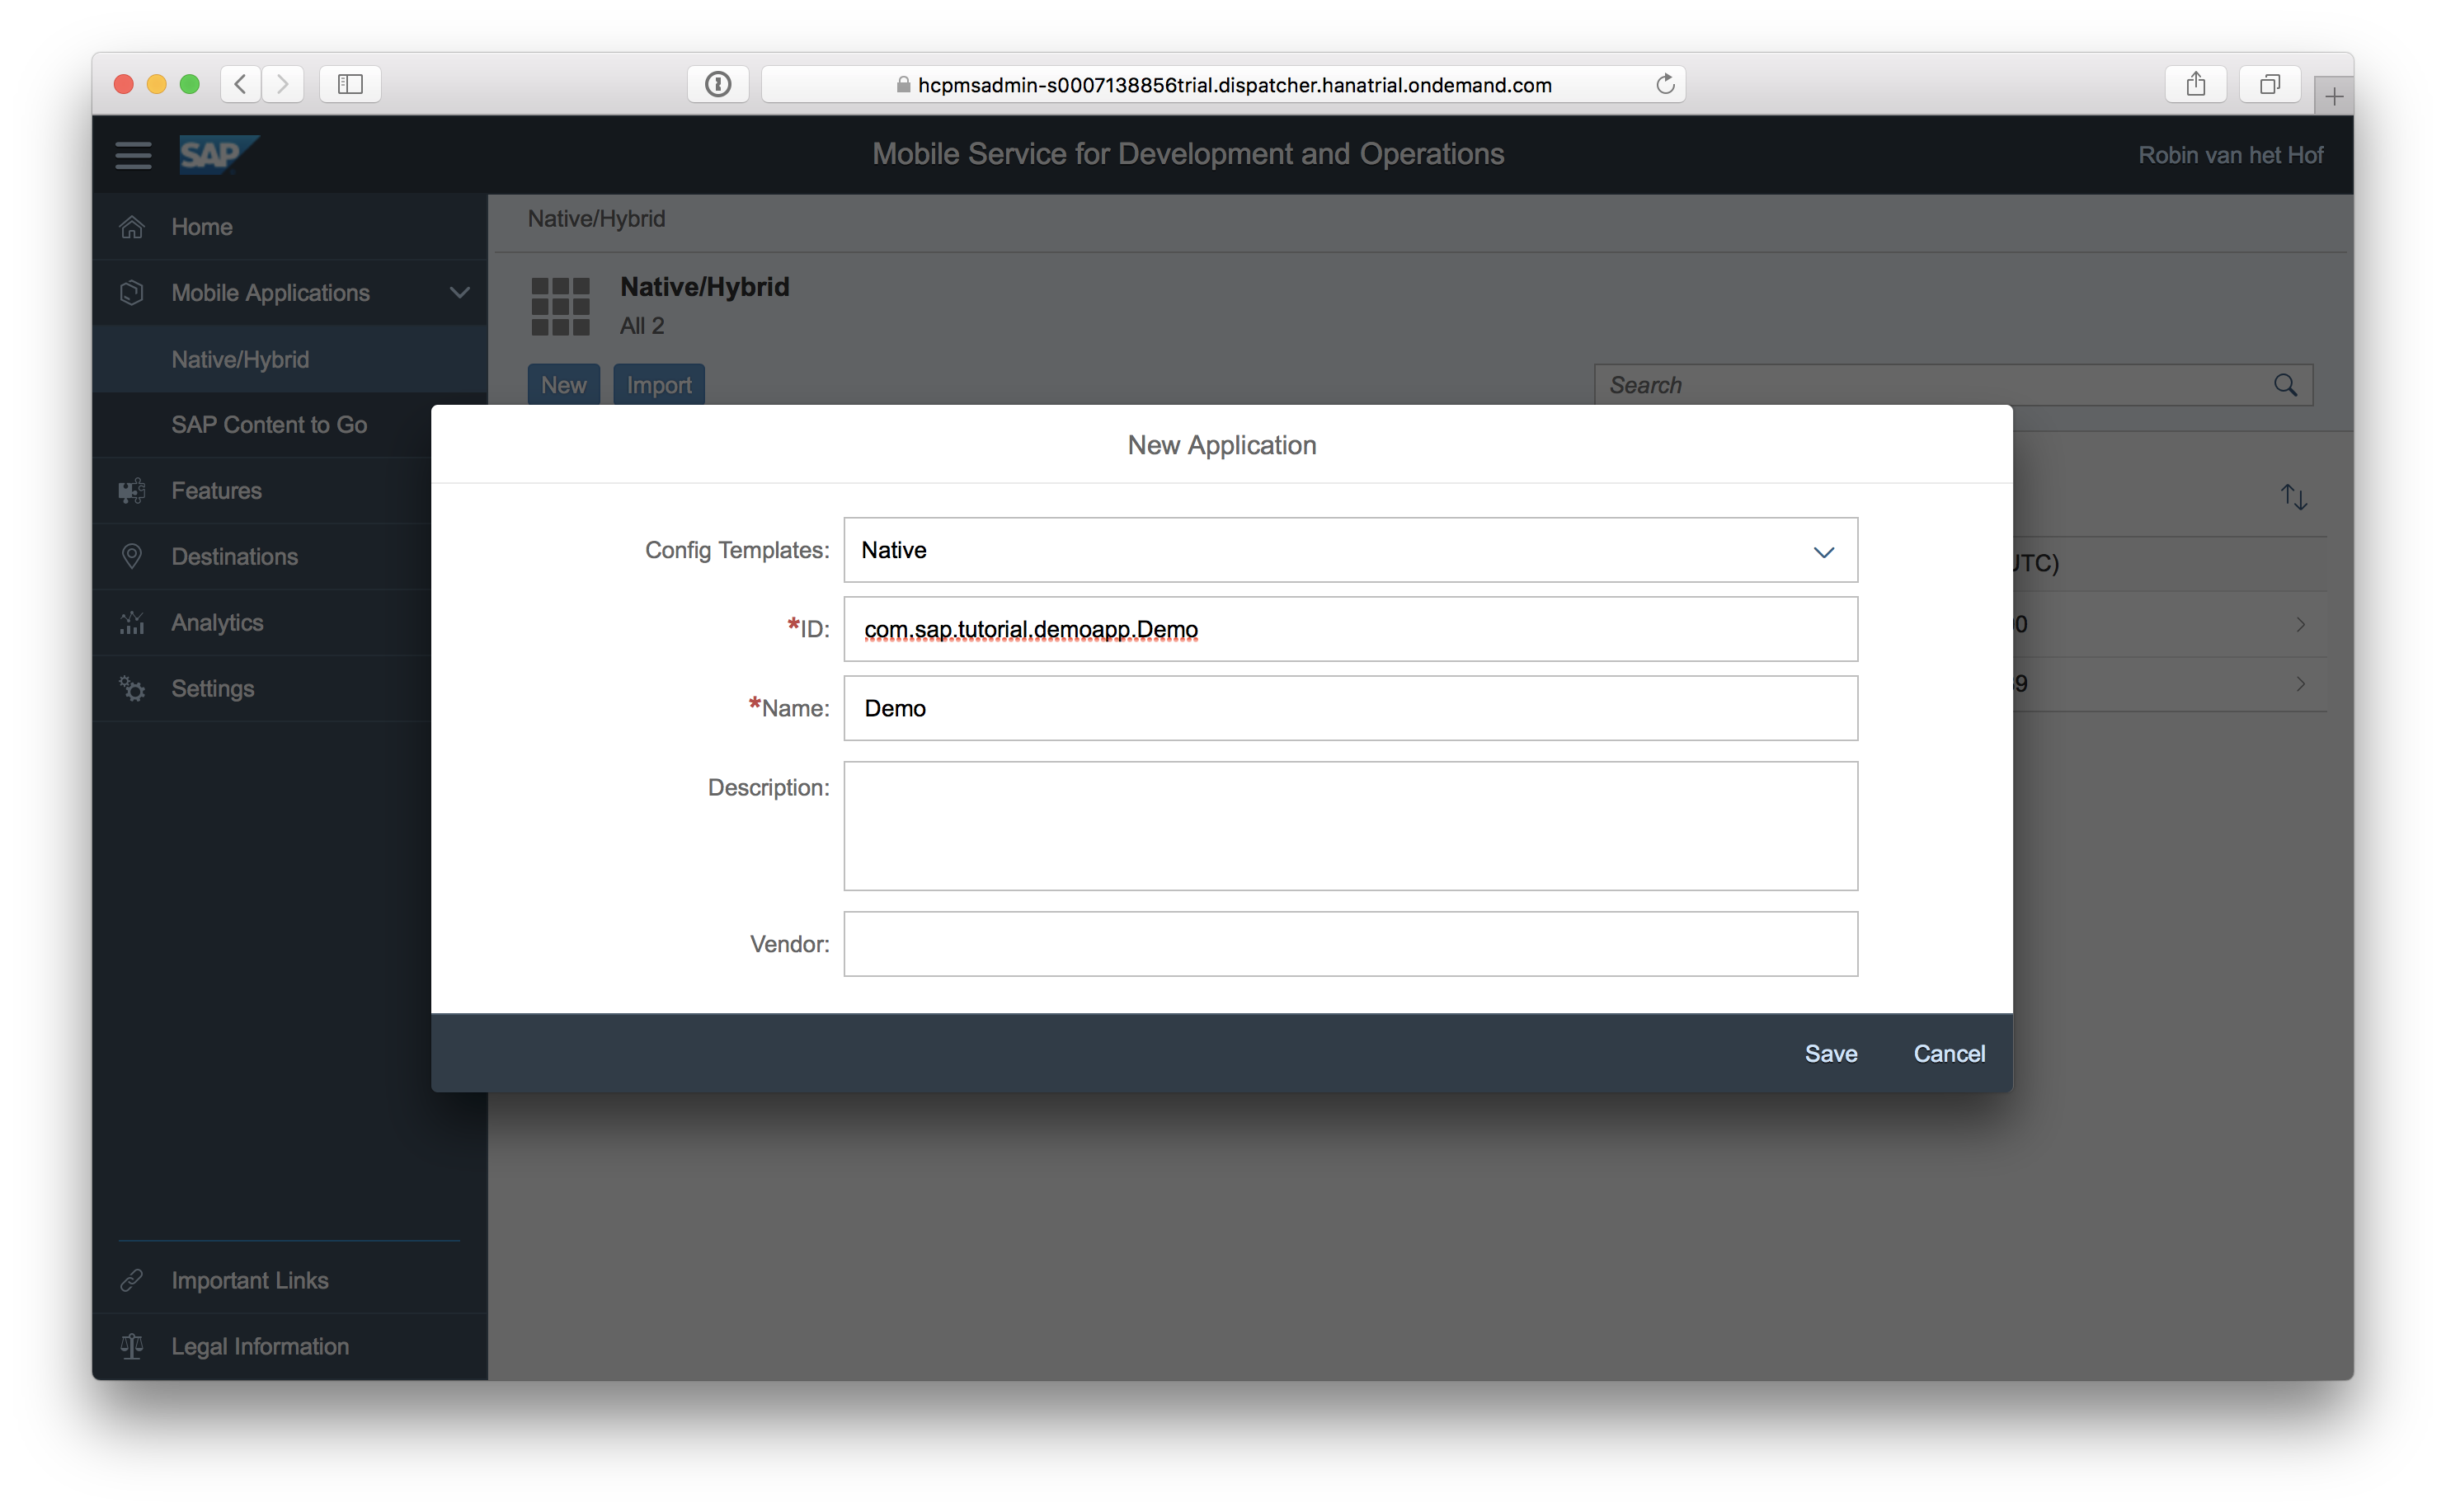 hcpmsadmin-s0007138856trial.dispatcher.hanatrial.ondemand.com
SAP
Mobile Service for Development and Operations
Robin van het Hof
Home
Mobile Applications
Native/Hybrid
SAP Content to Go
Features
Destinations
Analytics
Settings
Important Links
Legal Information
Native/Hybrid
Native/Hybrid
All 2
New Import
Search
New Application
Config Templates: Native
*ID: com.sap.tutorial.demoapp.Demo
*Name: Demo
Description:
Vendor:
Save Cancel